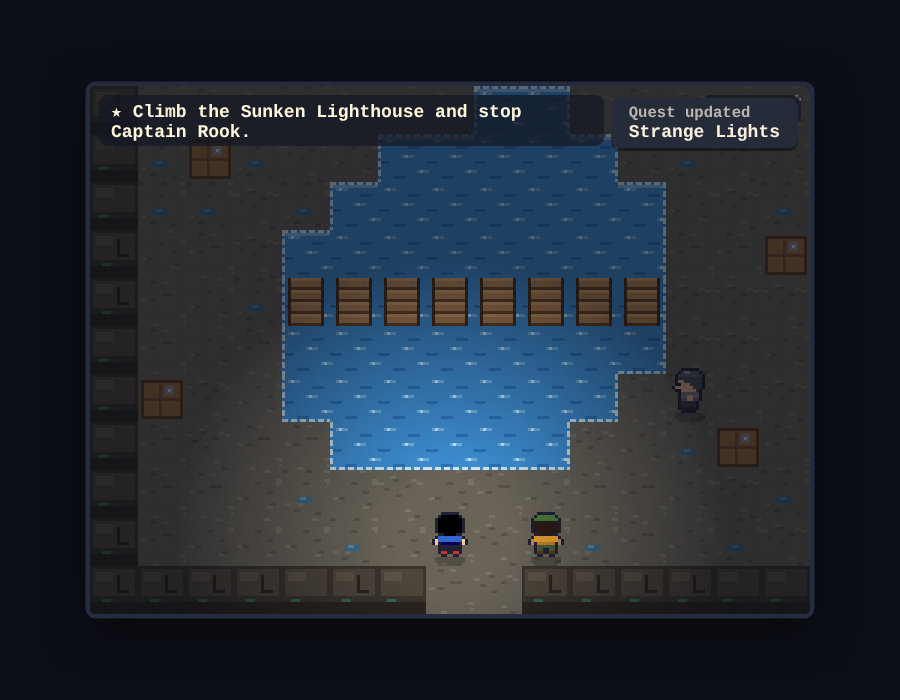 ★ Climb the Sunken Lighthouse and stop
Captain Rook.
Quest updated
Strange Lights